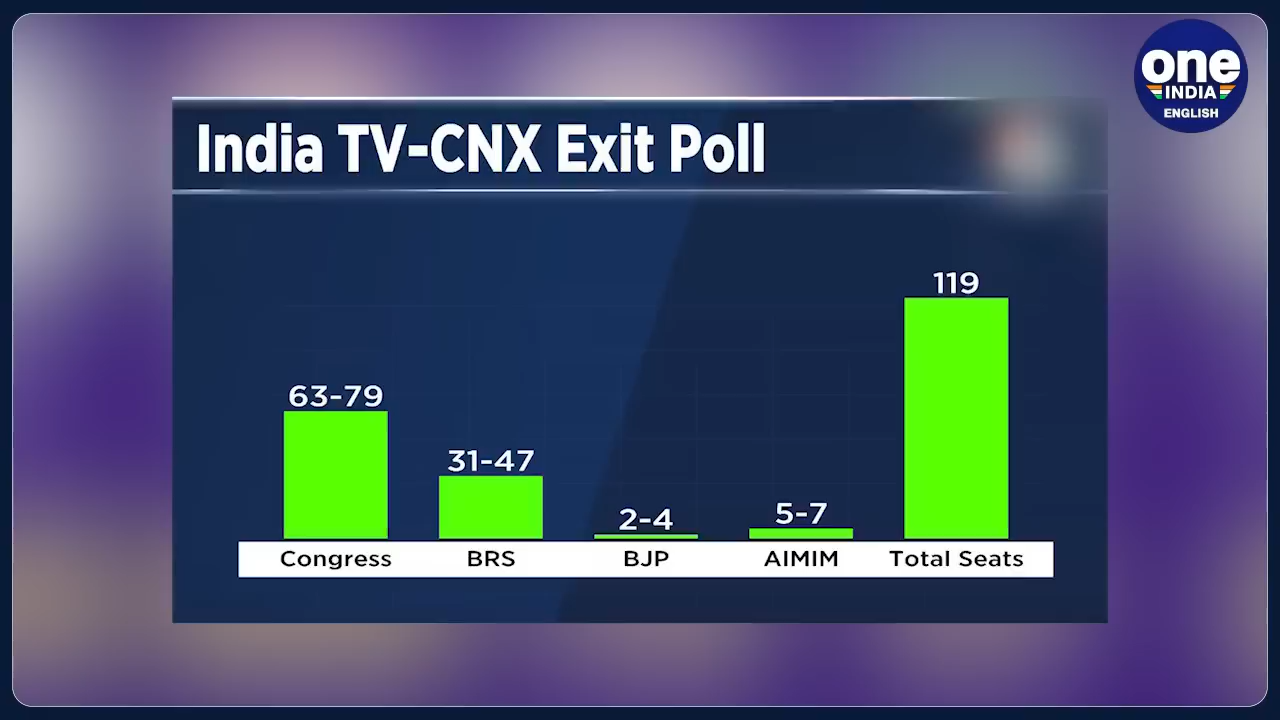 one
INDIA
ENGLISH
India TV-CNX Exit Poll
119
63-79
31-47
5-7
2-4
Congress BRS BJP AIMIM Total Seats